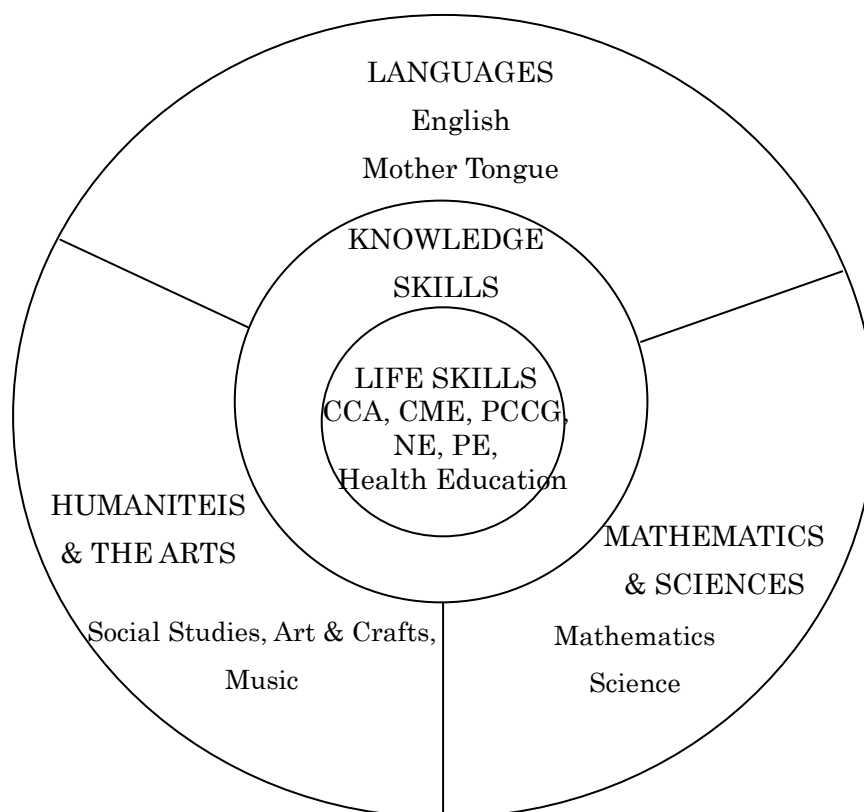 LANGUAGES
English
Mother Tongue
KNOWLEDGE
SKILLS
LIFE SKILLS
CCA, CME, PCCG,
NE, PE,
Health Education
HUMANITEIS
& THE ARTS
Social Studies, Art & Crafts,
Music
MATHEMATICS
& SCIENCES
Mathematics
Science